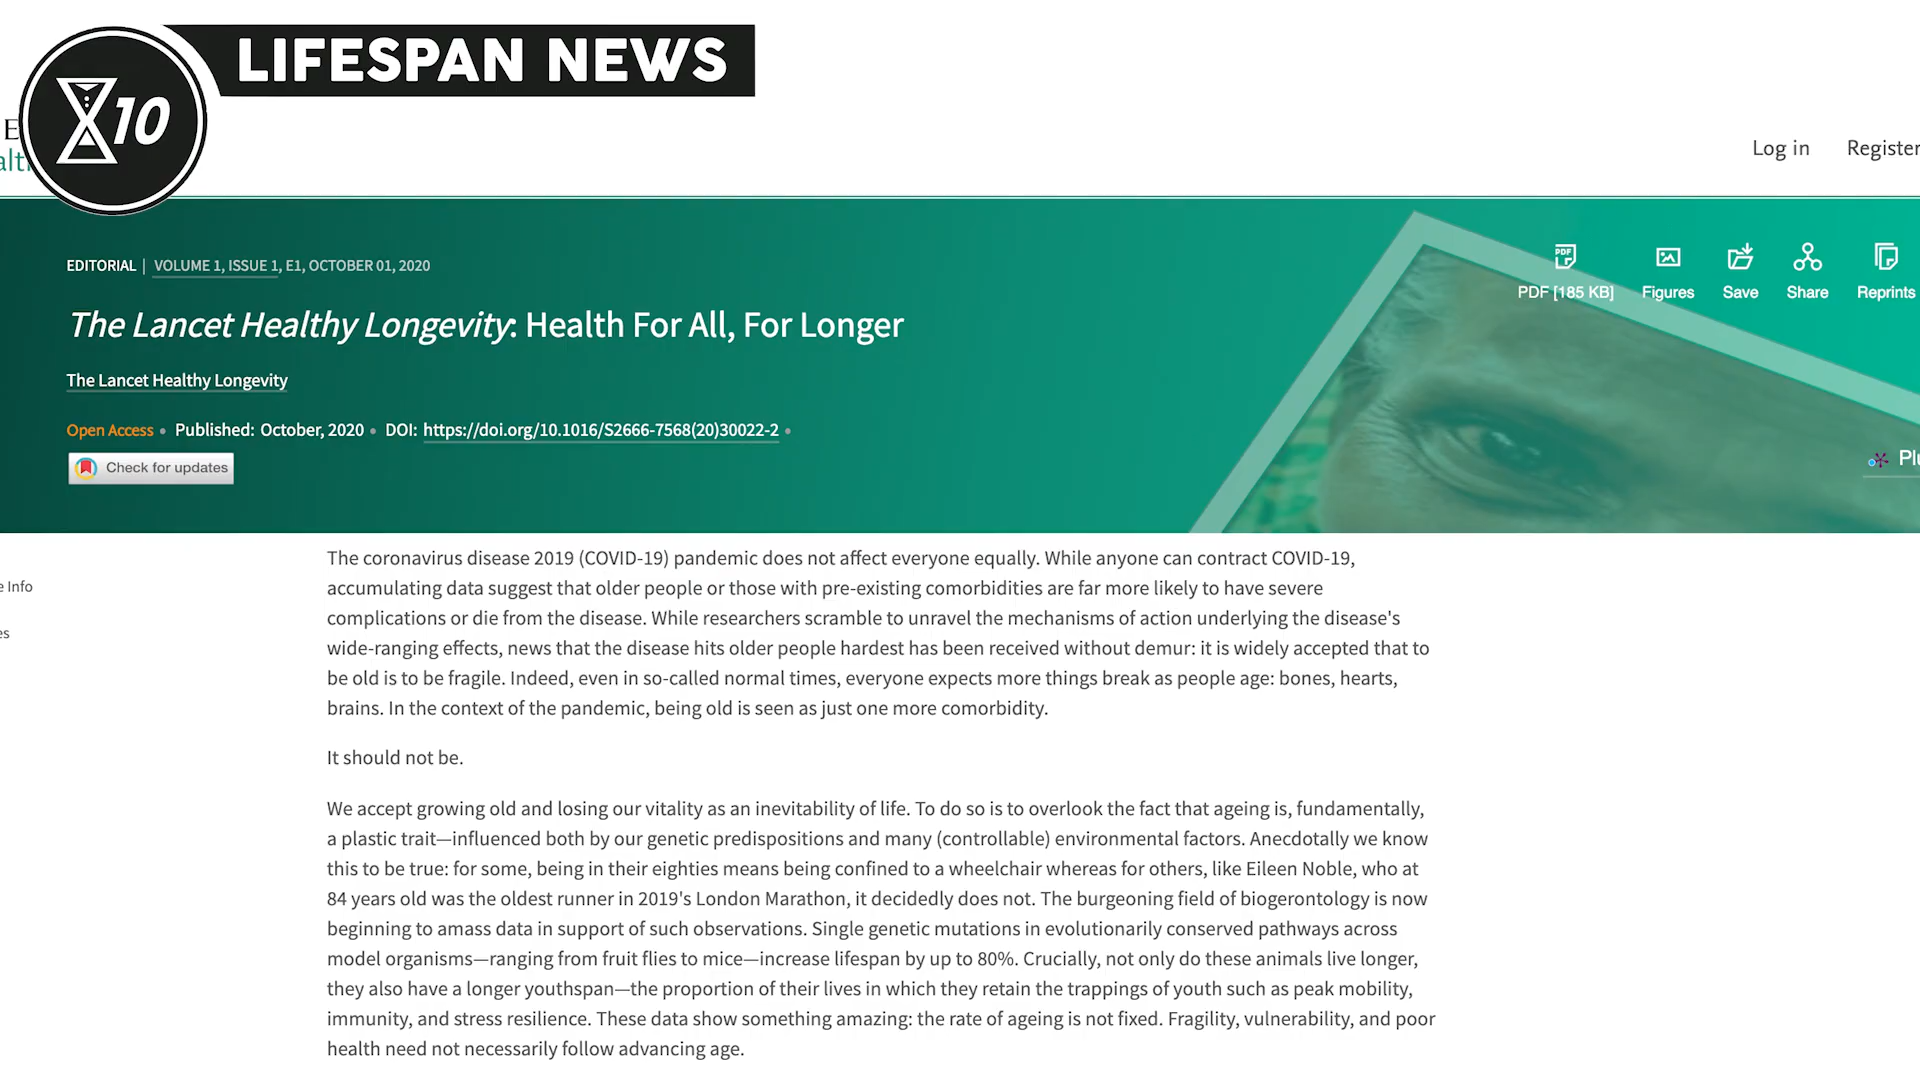 LIFESPAN NEWS
X10
Log in
Register
EDITORIAL | VOLUME 1, ISSUE 1, E1, OCTOBER 01, 2020
The Lancet Healthy Longevity: Health For All, For Longer
The Lancet Healthy Longevity
Open Access • Published: October, 2020 • DOI: https://doi.org/10.1016/S2666-7568(20)30022-2 •
Check for updates
PDF [185 KB]
Figures
Save
Share
Reprints
The coronavirus disease 2019 (COVID-19) pandemic does not affect everyone equally. While anyone can contract COVID-19,
accumulating data suggest that older people or those with pre-existing comorbidities are far more likely to have severe
complications or die from the disease. While researchers scramble to unravel the mechanisms of action underlying the disease's
wide-ranging effects, news that the disease hits older people hardest has been received without demur: it is widely accepted that to
be old is to be fragile. Indeed, even in so-called normal times, everyone expects more things break as people age: bones, hearts,
brains. In the context of the pandemic, being old is seen as just one more comorbidity.
It should not be.
We accept growing old and losing our vitality as an inevitability of life. To do so is to overlook the fact that ageing is, fundamentally,
a plastic trait—influenced both by our genetic predispositions and many (controllable) environmental factors. Anecdotally we know
this to be true: for some, being in their eighties means being confined to a wheelchair whereas for others, like Eileen Noble, who at
84 years old was the oldest runner in 2019's London Marathon, it decidedly does not. The burgeoning field of biogerontology is now
beginning to amass data in support of such observations. Single genetic mutations in evolutionarily conserved pathways across
model organisms—ranging from fruit flies to mice—increase lifespan by up to 80%. Crucially, not only do these animals live longer,
they also have a longer youthspan—the proportion of their lives in which they retain the trappings of youth such as peak mobility,
immunity, and stress resilience. These data show something amazing: the rate of ageing is not fixed. Fragility, vulnerability, and poor
health need not necessarily follow advancing age.
Info